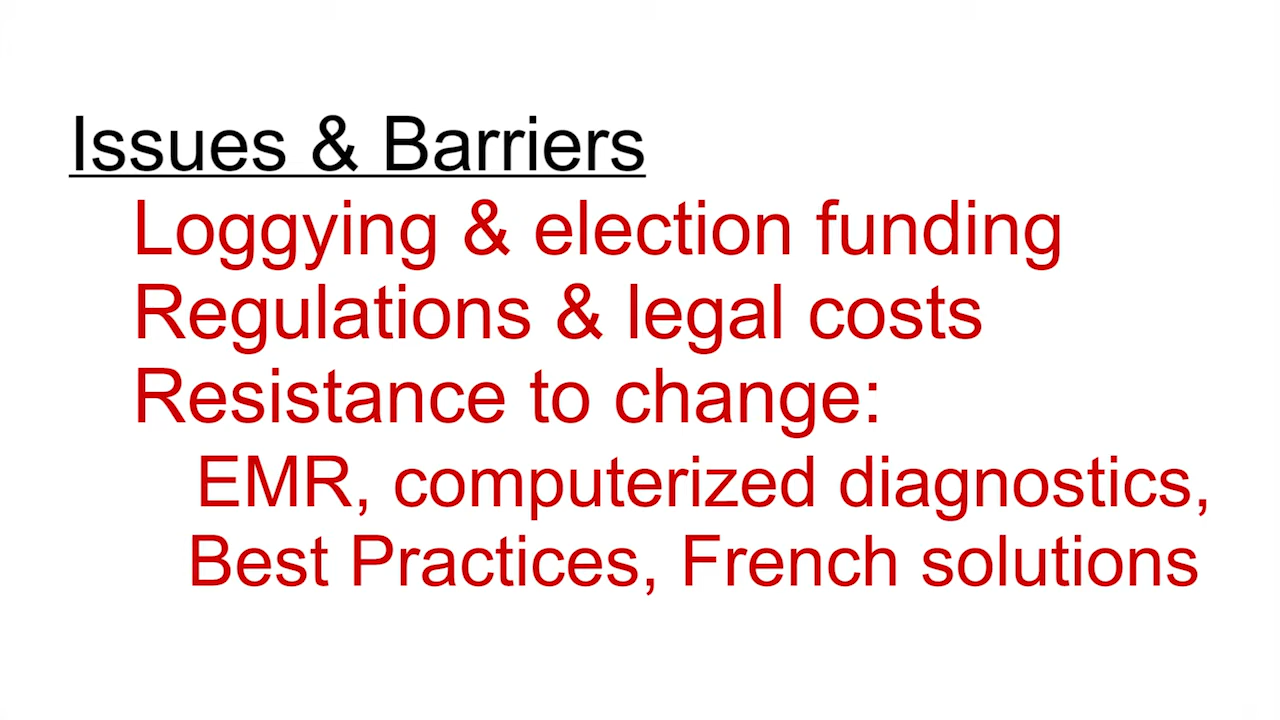 Issues & Barriers
Loggying & election funding
Regulations & legal costs
Resistance to change:
EMR, computerized diagnostics,
Best Practices, French solutions